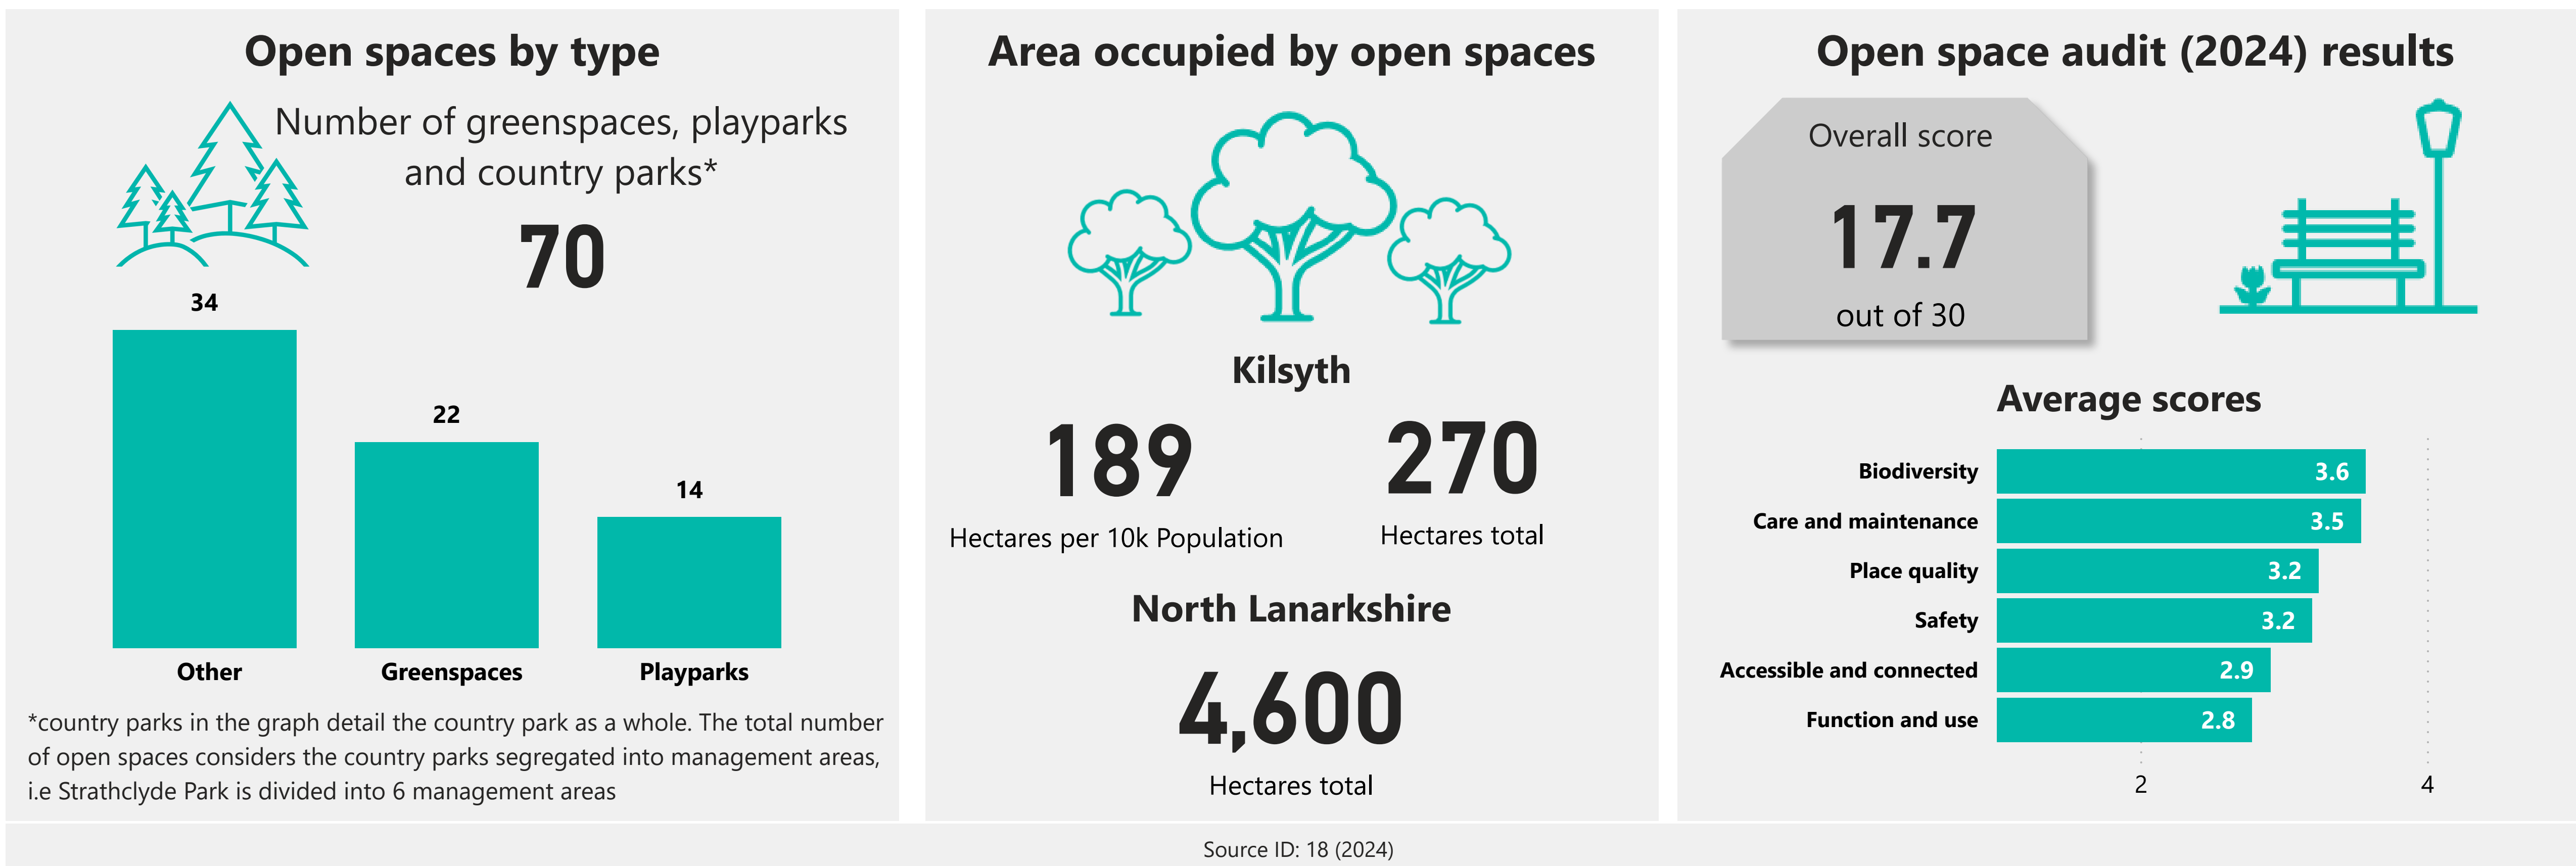 Open spaces by type
Number of greenspaces, playparks
and country parks*
70
34
22
14
Other
Greenspaces
Playparks
*country parks in the graph detail the country park as a whole. The total number
of open spaces considers the country parks segregated into management areas,
i.e Strathclyde Park is divided into 6 management areas
Area occupied by open spaces
Kilsyth
189
Hectares per 10k Population
270
Hectares total
North Lanarkshire
4,600
Hectares total
Open space audit (2024) results
Overall score
17.7
out of 30
Average scores
Biodiversity 3.6
Care and maintenance 3.5
Place quality 3.2
Safety 3.2
Accessible and connected 2.9
Function and use 2.8
2 4
Source ID: 18 (2024)